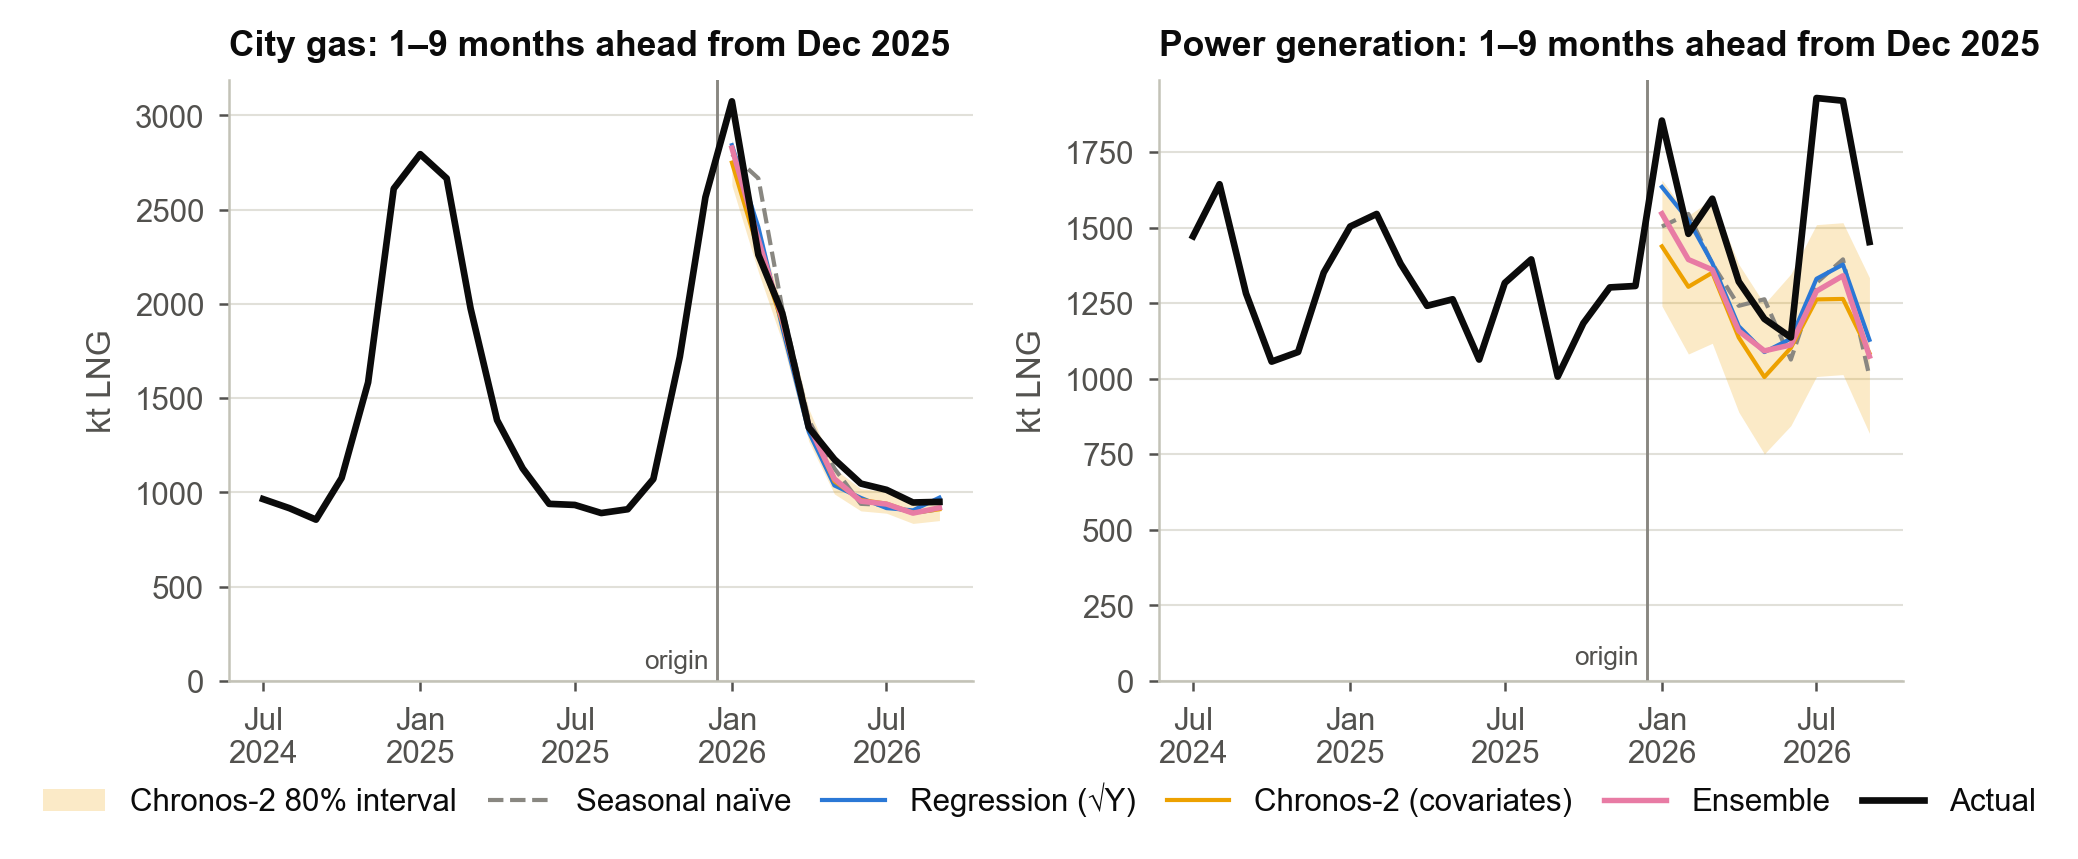 City gas: 1–9 months ahead from Dec 2025
3000
2500
2000
1500
1000
500
0
kt LNG
origin
Jul
2024
Jan
2025
Jul
2025
Jan
2026
Jul
2026
Power generation: 1–9 months ahead from Dec 2025
1750
1500
1250
1000
750
500
250
0
kt LNG
origin
Jul
2024
Jan
2025
Jul
2025
Jan
2026
Jul
2026
Chronos-2 80% interval
Seasonal naïve
Regression (√Y)
Chronos-2 (covariates)
Ensemble
Actual